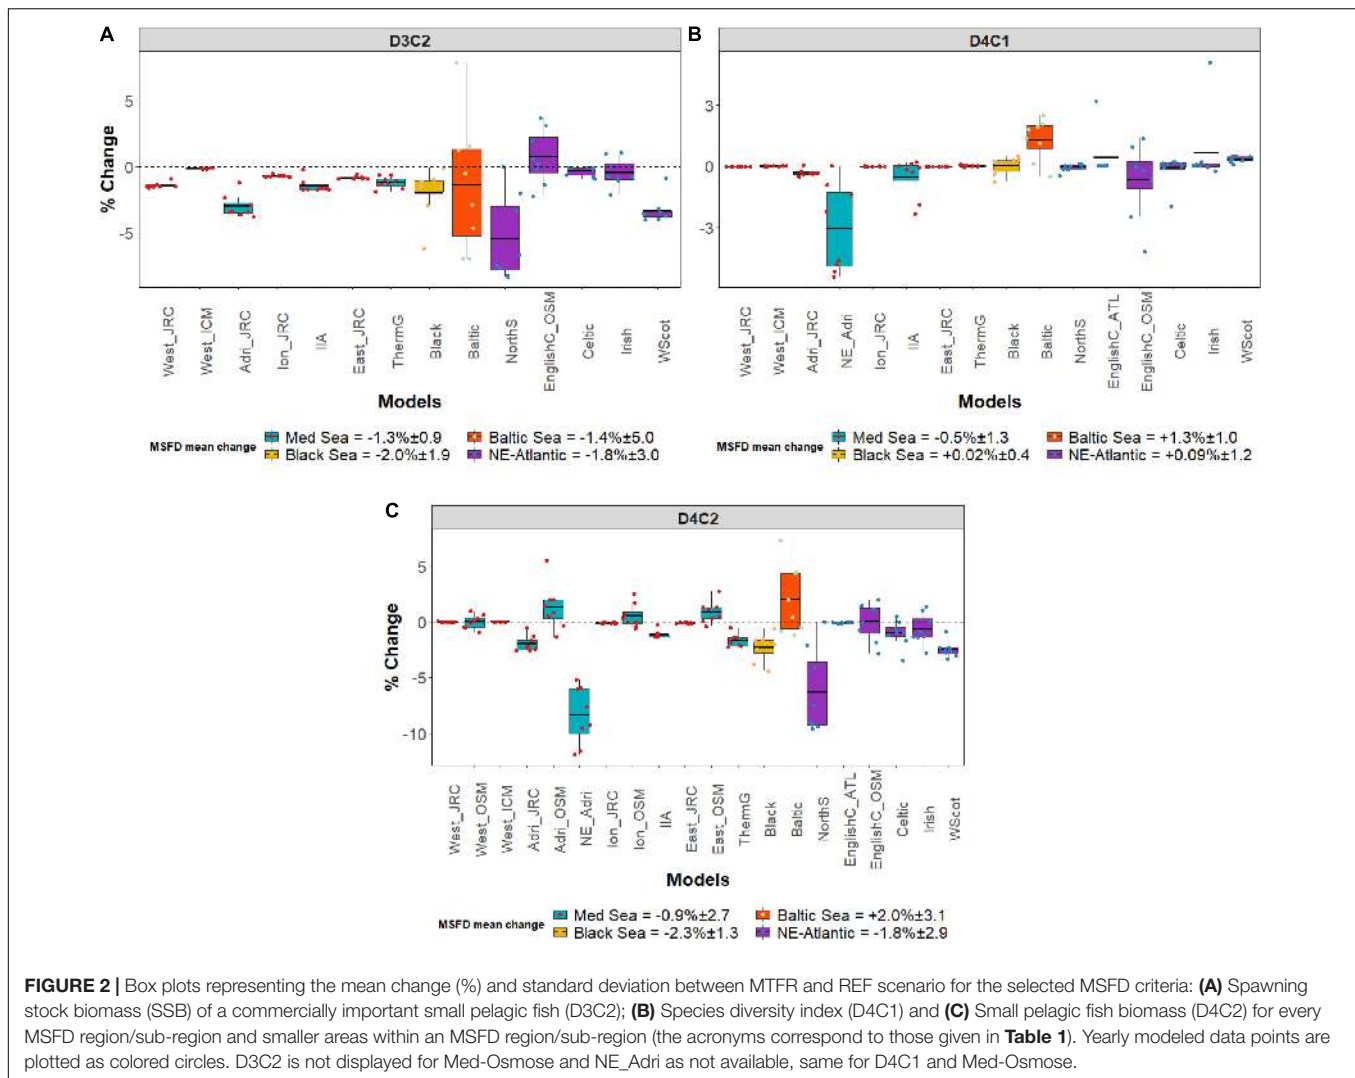 A
D3C2
% Change
5
0
-5
West_JRC
West_ICM
Adri_JRC
Ion_JRC
IIA
East_JRC
ThermG
Black
Baltic
NorthS
EnglishC_OSM
Celtic
Irish
WScot
Models
MSFD mean change
Med Sea = -1.3%±0.9
Baltic Sea = -1.4%±5.0
Black Sea = -2.0%±1.9
NE-Atlantic = -1.8%±3.0
B
D4C1
3
0
-3
West_JRC
West_ICM
Adri_JRC
NE_Adri
Ion_JRC
IIA
East_JRC
ThermG
Black
Baltic
NorthS
EnglishC_ATL
EnglishC_OSM
Celtic
Irish
WScot
Models
MSFD mean change
Med Sea = -0.5%±1.3
Baltic Sea = +1.3%±1.0
Black Sea = +0.02%±0.4
NE-Atlantic = +0.09%±1.2
C
D4C2
% Change
5
0
-5
-10
West_JRC
West_OSM
West_ICM
Adri_JRC
Adri_OSM
NE_Adri
Ion_JRC
Ion_OSM
IIA
East_JRC
East_OSM
ThermG
Black
Baltic
NorthS
EnglishC_ATL
EnglishC_OSM
Celtic
Irish
WScot
Models
MSFD mean change
Med Sea = -0.9%±2.7
Baltic Sea = +2.0%±3.1
Black Sea = -2.3%±1.3
NE-Atlantic = -1.8%±2.9
FIGURE 2 | Box plots representing the mean change (%) and standard deviation between MTFR and REF scenario for the selected MSFD criteria: (A) Spawning
stock biomass (SSB) of a commercially important small pelagic fish (D3C2); (B) Species diversity index (D4C1) and (C) Small pelagic fish biomass (D4C2) for every
MSFD region/sub-region and smaller areas within an MSFD region/sub-region (the acronyms correspond to those given in Table 1). Yearly modeled data points are
plotted as colored circles. D3C2 is not displayed for Med-Osmose and NE_Adri as not available, same for D4C1 and Med-Osmose.